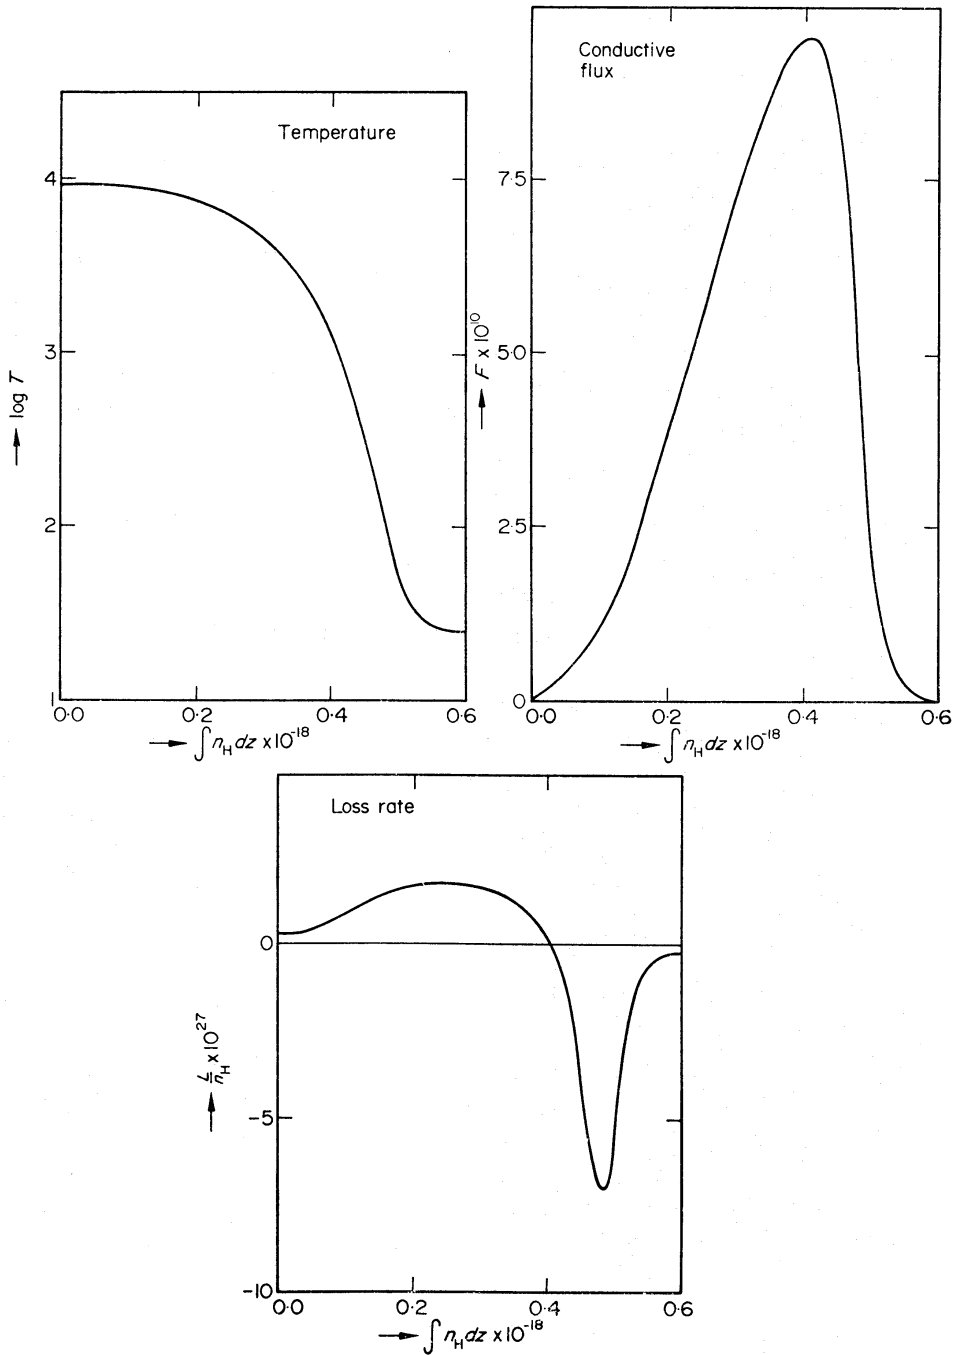 Temperature
4
3
2
1
→ log T
0·0
0·2
0·4
0·6
→ ∫ n_H dz x10^-18
Conductive
flux
7·5
5·0
2·5
0
→ F x 10^10
0·0
0·2
0·4
0·6
→ ∫ n_H dz x10^-18
Loss rate
0
-5
-10
→ L/n_H x10^27
0·0
0·2
0·4
0·6
→ ∫ n_H dz x10^-18